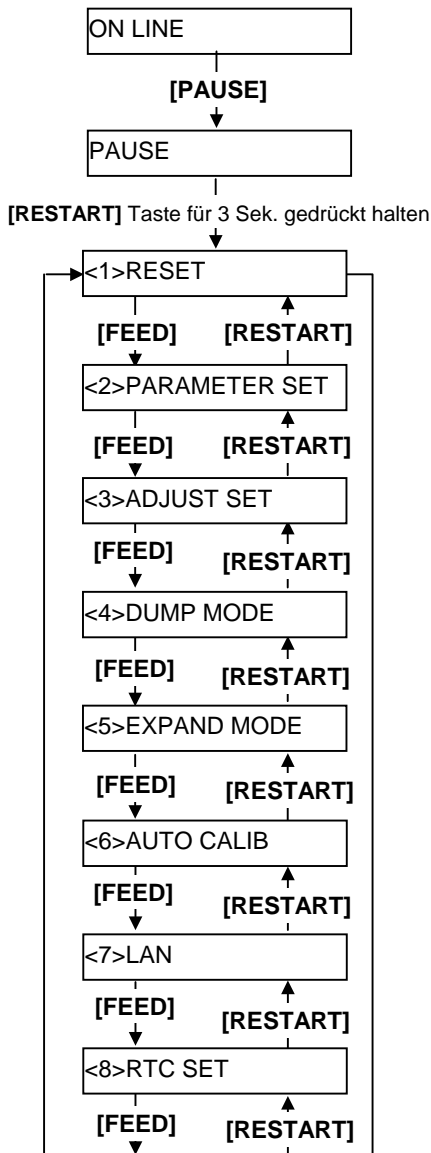 ON LINE
[PAUSE]
PAUSE
[RESTART] Taste für 3 Sek. gedrückt halten
<1>RESET
[FEED] [RESTART]
<2>PARAMETER SET
[FEED] [RESTART]
<3>ADJUST SET
[FEED] [RESTART]
<4>DUMP MODE
[FEED] [RESTART]
<5>EXPAND MODE
[FEED] [RESTART]
<6>AUTO CALIB
[FEED] [RESTART]
<7>LAN
[FEED] [RESTART]
<8>RTC SET
[FEED] [RESTART]